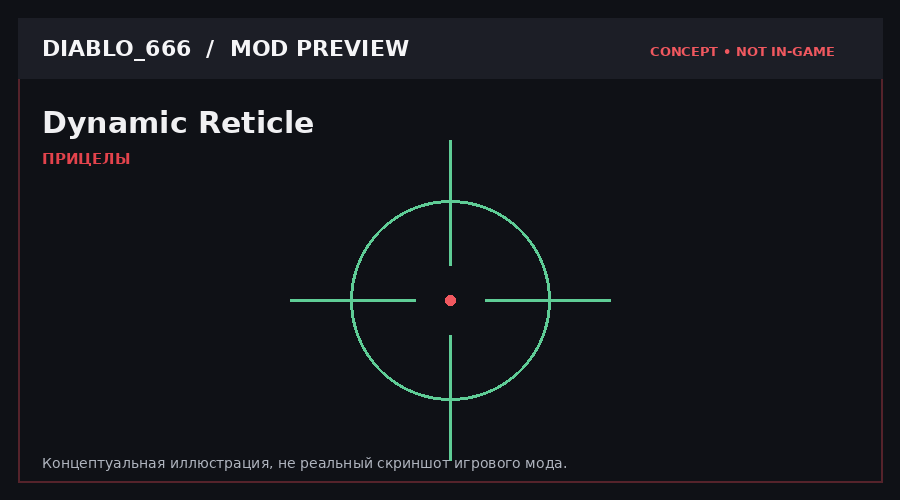 DIABLO_666 / MOD PREVIEW
CONCEPT • NOT IN-GAME
Dynamic Reticle
ПРИЦЕЛЫ
Концептуальная иллюстрация, не реальный скриншот игрового мода.